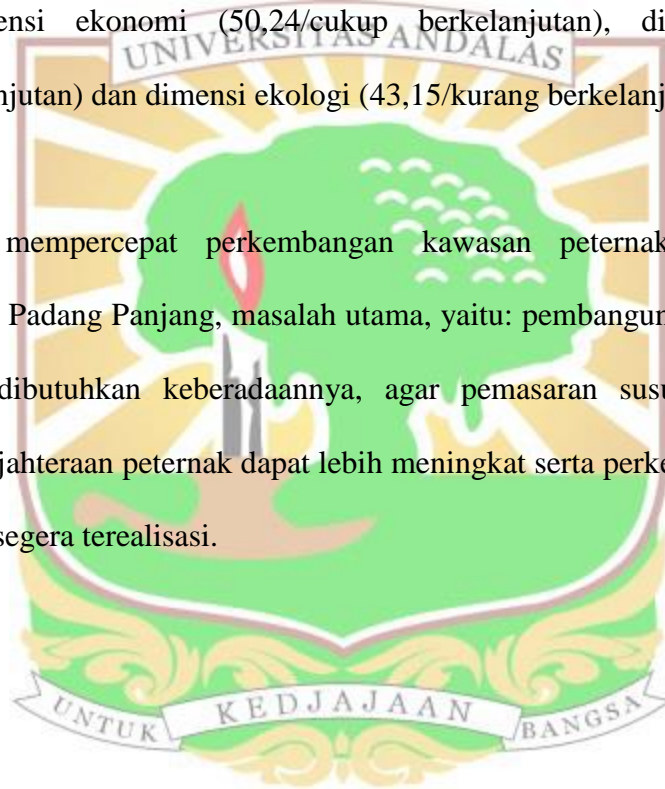 ensi ekonomi (50,24/cukup berkelanjutan), di
UNIVERSITAS ANDALAS
njutan) dan dimensi ekologi (43,15/kurang berkelanj
mempercepat perkembangan kawasan peternak
Padang Panjang, masalah utama, yaitu: pembangun
dibutuhkan keberadaannya, agar pemasaran susu
jahteraan peternak dapat lebih meningkat serta perke
segera terealisasi.
UNTUK KEDJAJAAN BANGSA